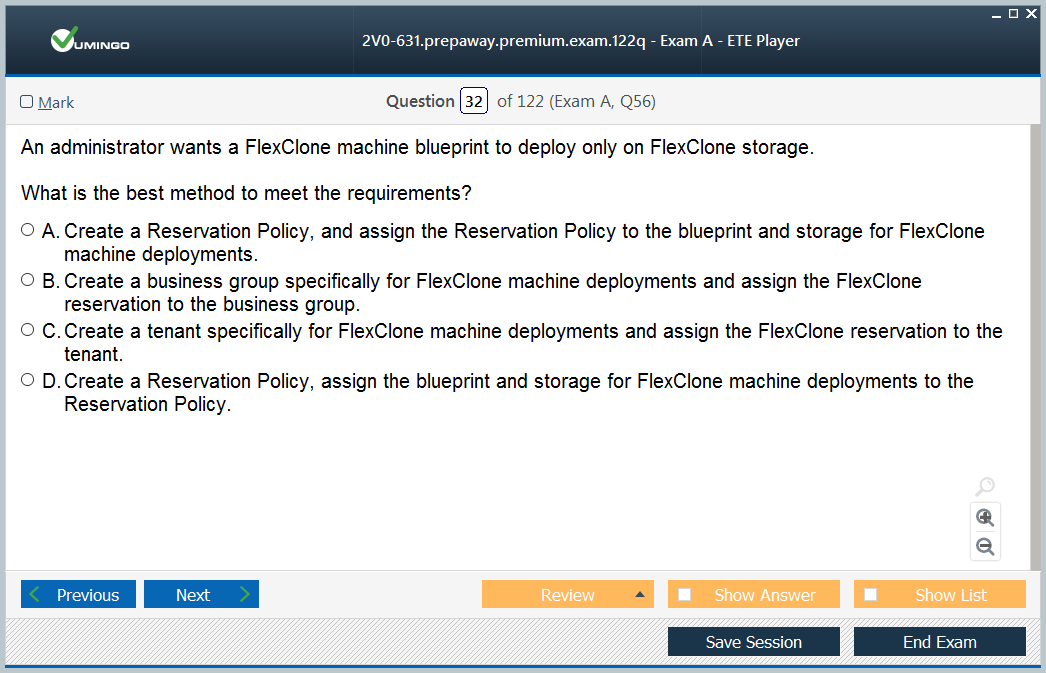 2V0-631.prepaway.premium.exam.122q - Exam A - ETE Player
VUMINGO
Mark
Question 32 of 122 (Exam A, Q56)
An administrator wants a FlexClone machine blueprint to deploy only on FlexClone storage.
What is the best method to meet the requirements?
A. Create a Reservation Policy, and assign the Reservation Policy to the blueprint and storage for FlexClone
machine deployments.
B. Create a business group specifically for FlexClone machine deployments and assign the FlexClone
reservation to the business group.
C. Create a tenant specifically for FlexClone machine deployments and assign the FlexClone reservation to the
tenant.
D. Create a Reservation Policy, assign the blueprint and storage for FlexClone machine deployments to the
Reservation Policy.
Previous
Next
Review
Show Answer
Show List
Save Session
End Exam